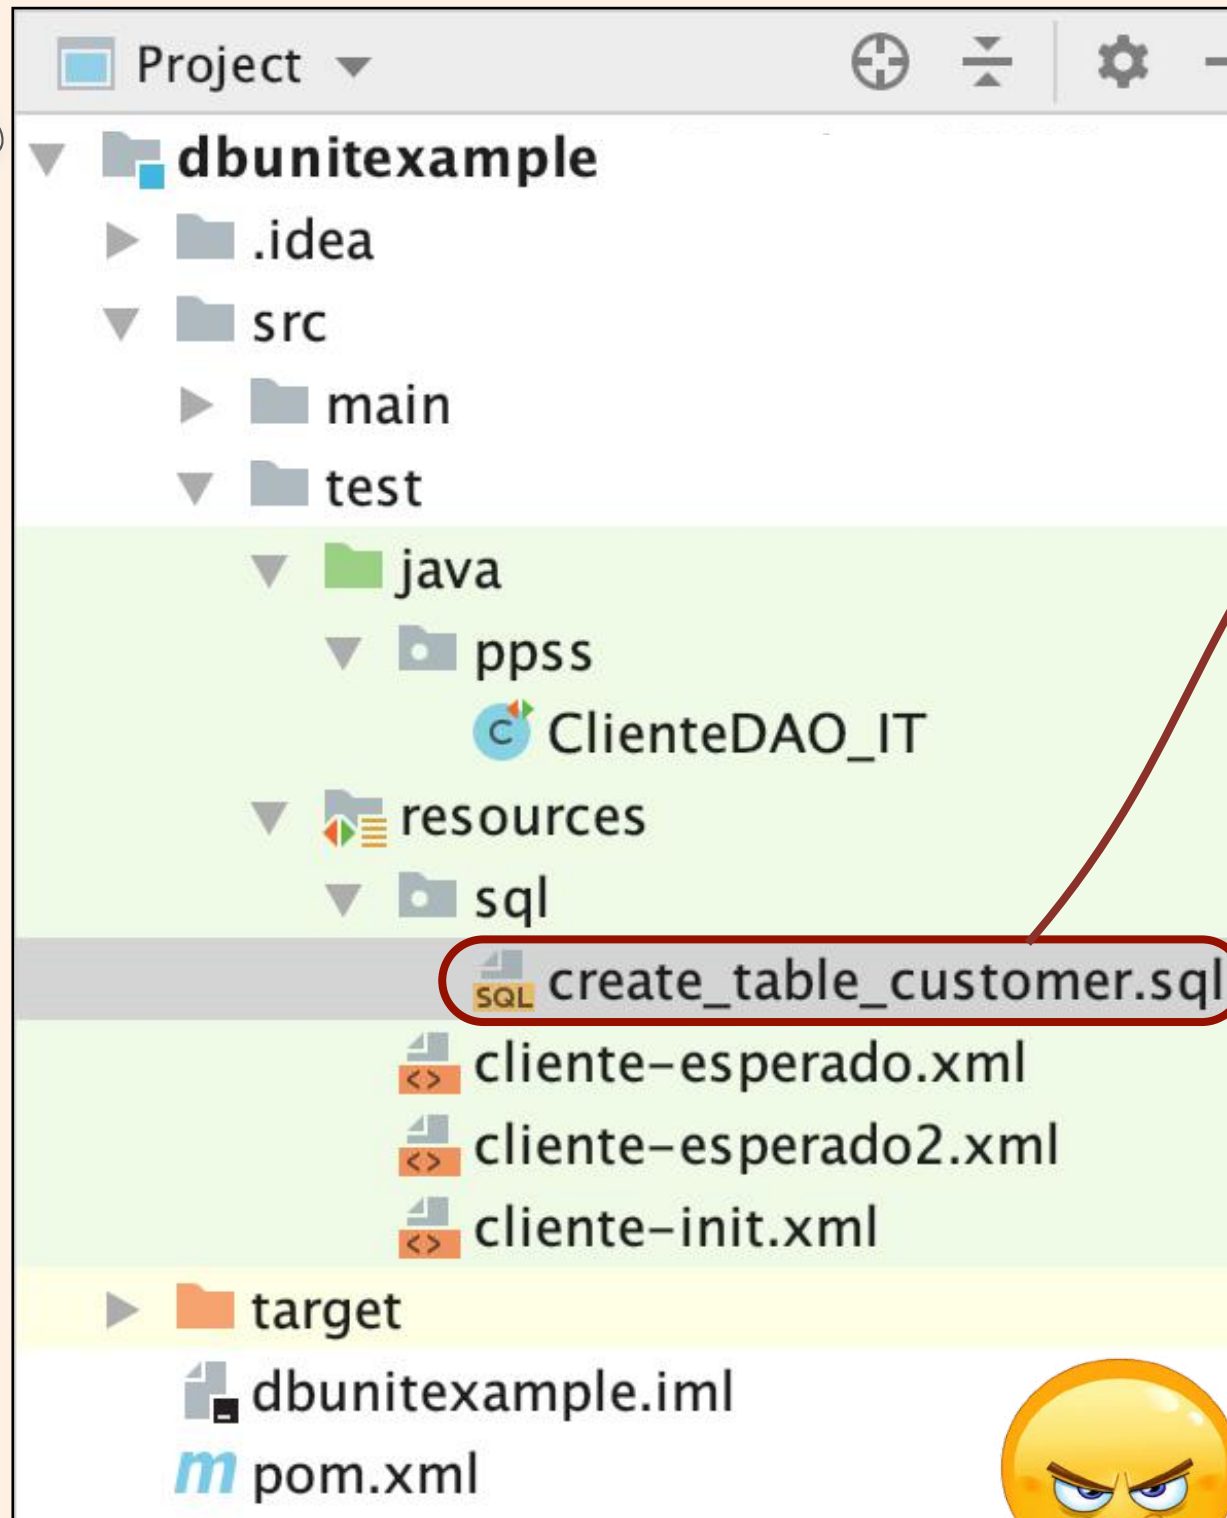 Project
dbunitexample
.idea
src
main
test
java
ppss
C ClienteDAO_IT
resources
sql
SQL create_table_customer.sql
<> cliente-esperado.xml
<> cliente-esperado2.xml
<> cliente-init.xml
target
dbunitexample.iml
m pom.xml